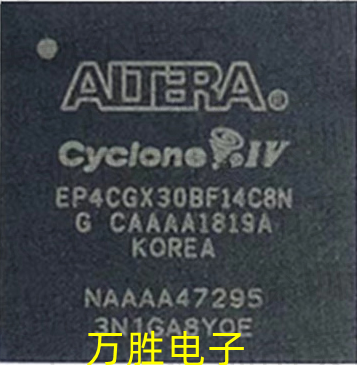 ALTERA®
Cyclone IV
EP4CGX30BF14C8N
G CAAAA1819A
KOREA
NAAAA47295
3N1GA8Y0E
万胜电子